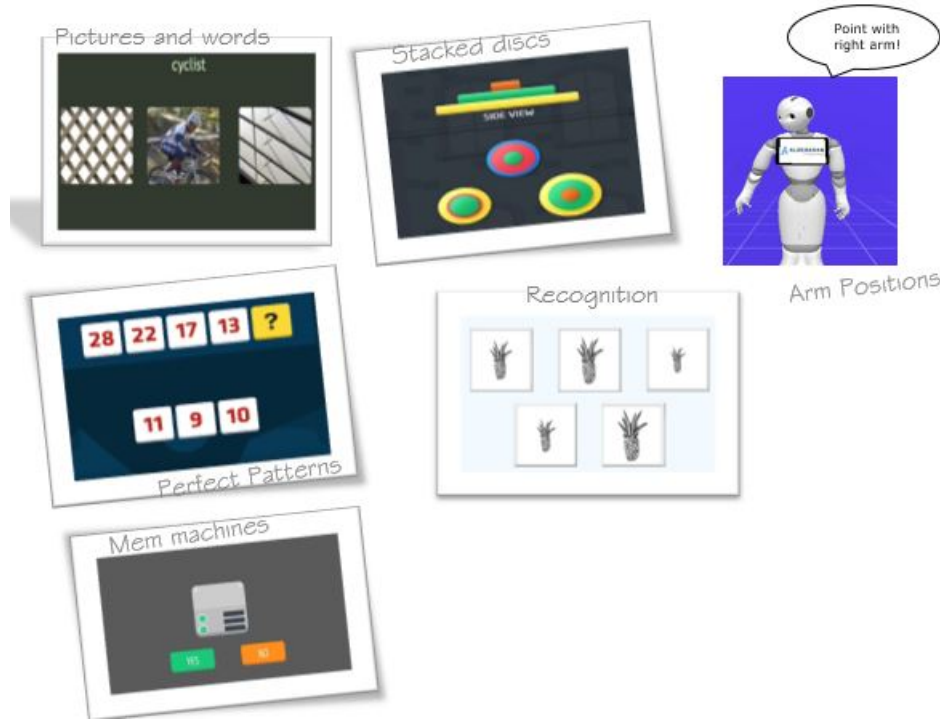 Pictures and words
cyclist
Stacked discs
SIDE VIEW
Point with
right arm!
ALDEBARAN
Arm Positions
28 22 17 13 ?
11 9 10
Perfect Patterns
Recognition
Mem machines
YES NO